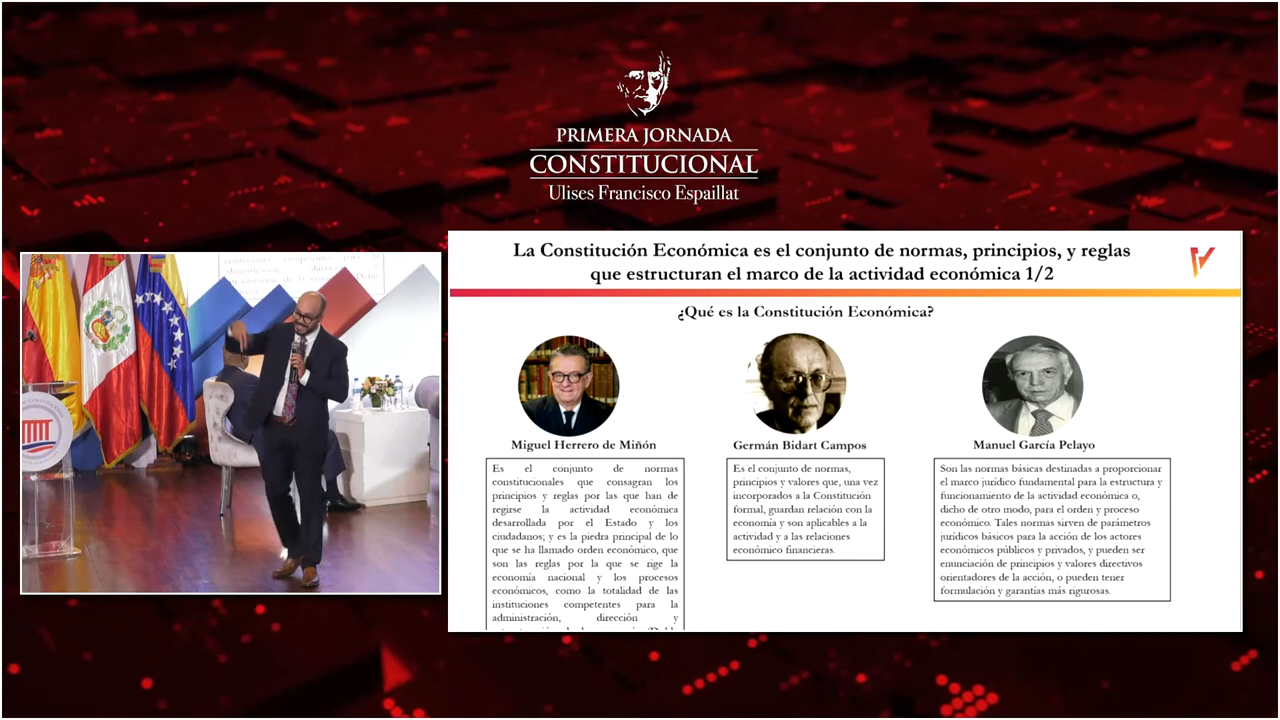 PRIMERA JORNADA
CONSTITUCIONAL
Ulises Francisco Espaillat
La Constitución Económica es el conjunto de normas, principios, y reglas
que estructuran el marco de la actividad económica 1/2
¿Qué es la Constitución Económica?
Miguel Herrero de Miñón
Es el conjunto de normas
constitucionales que consagran los
principios y reglas por las que han de
regirse la actividad económica
desarrollada por el Estado y los
ciudadanos; y es la piedra principal de lo
que se ha llamado orden económico, que
son las reglas por la que se rige la
economía nacional y los procesos
económicos, como la totalidad de las
instituciones competentes para la
administración, dirección y
Germán Bidart Campos
Es el conjunto de normas,
principios y valores que, una vez
incorporados a la Constitución
formal, guardan relación con la
economía y son aplicables a la
actividad y a las relaciones
económico financieras.
Manuel García Pelayo
Son las normas básicas destinadas a proporcionar
el marco jurídico fundamental para la estructura y
funcionamiento de la actividad económica o,
dicho de otro modo, para el orden y proceso
económico. Tales normas sirven de parámetros
jurídicos básicos para la acción de los actores
económicos públicos y privados, y pueden ser
enunciación de principios y valores directivos
orientadores de la acción, o pueden tener
formulación y garantías más rigurosas.